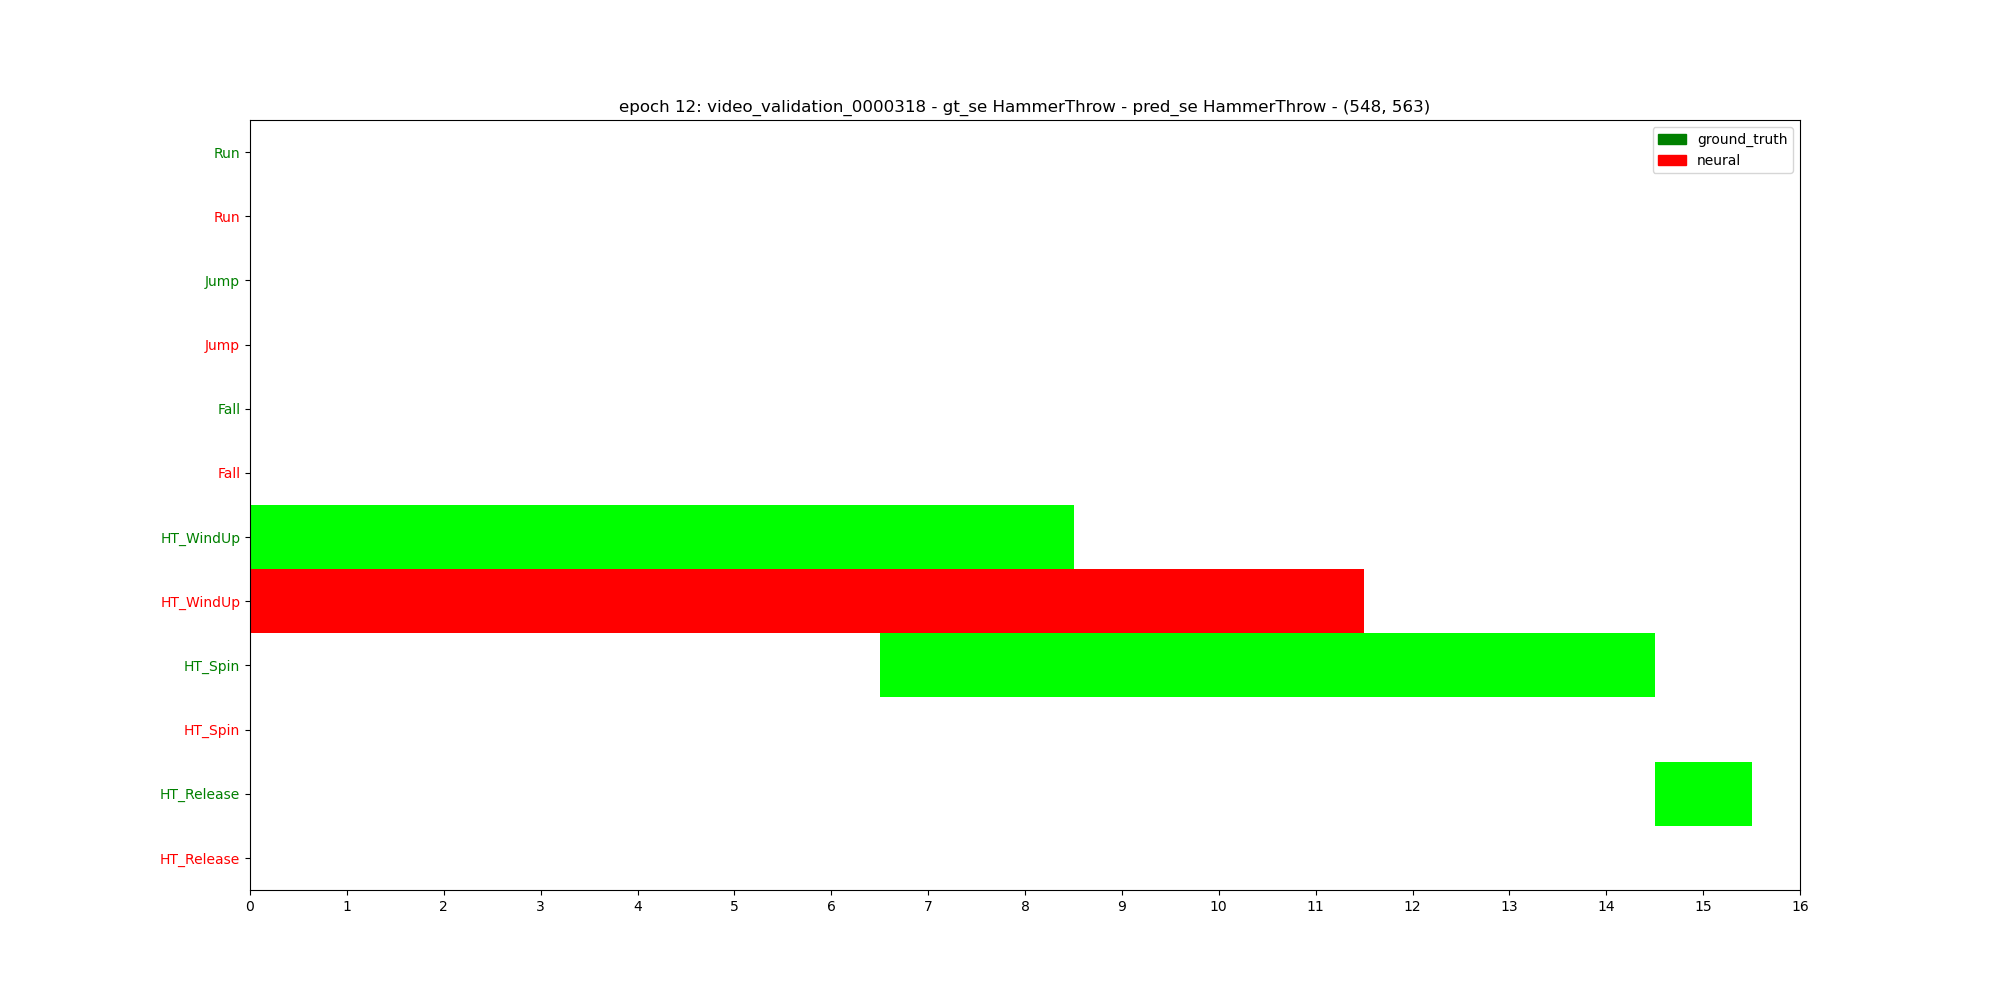 epoch 12: video_validation_0000318 - gt_se HammerThrow - pred_se HammerThrow - (548, 563)
ground_truth
neural
Run
Run
Jump
Jump
Fall
Fall
HT_WindUp
HT_WindUp
HT_Spin
HT_Spin
HT_Release
HT_Release
0 1 2 3 4 5 6 7 8 9 10 11 12 13 14 15 16